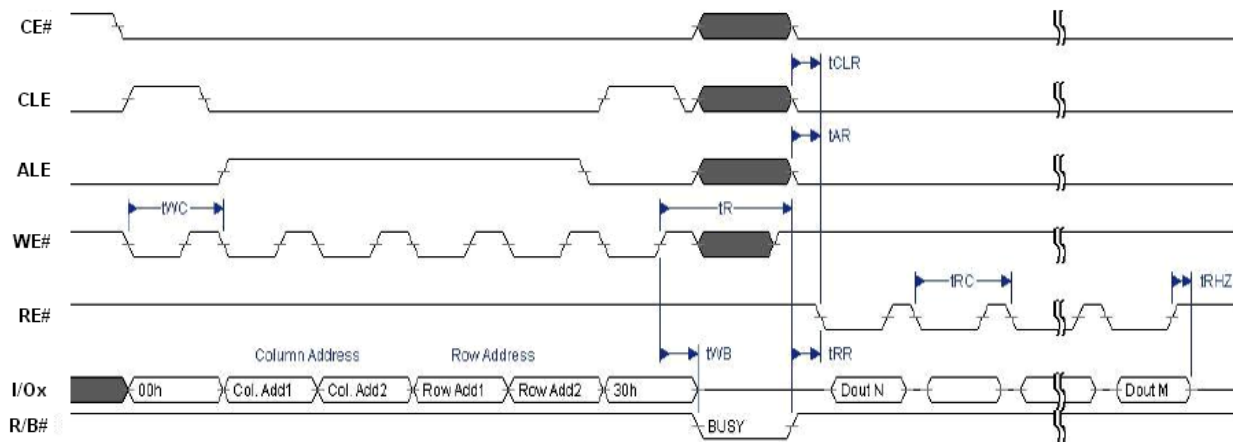 CE#
tCLR
CLE
tAR
ALE
tWC
tR
WE#
tRC
tRHZ
RE#
Column Address
Row Address
tWB
tRR
I/Ox
00h
Col. Add1
Col. Add2
Row Add1
Row Add2
30h
Dout N
Dout M
R/B#
BUSY